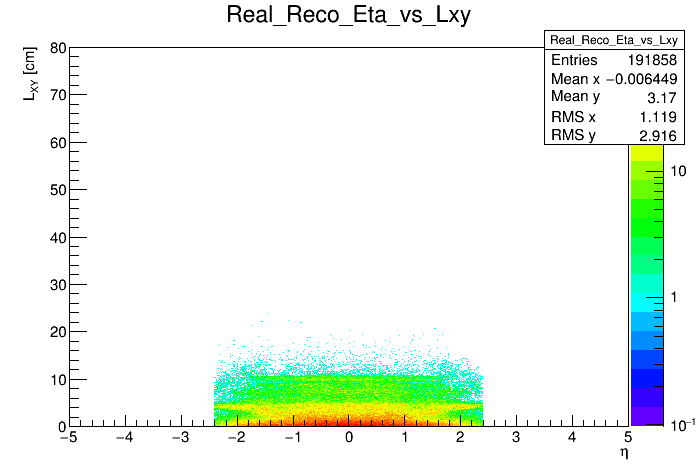 Real_Reco_Eta_vs_Lxy
L_XY [cm]
Real_Reco_Eta_vs_Lxy
Entries 191858
Mean x −0.006449
Mean y 3.17
RMS x 1.119
RMS y 2.916
80
70
60
50
40
30
20
10
0
−5 −4 −3 −2 −1 0 1 2 3 4 5
η
10
1
10⁻¹